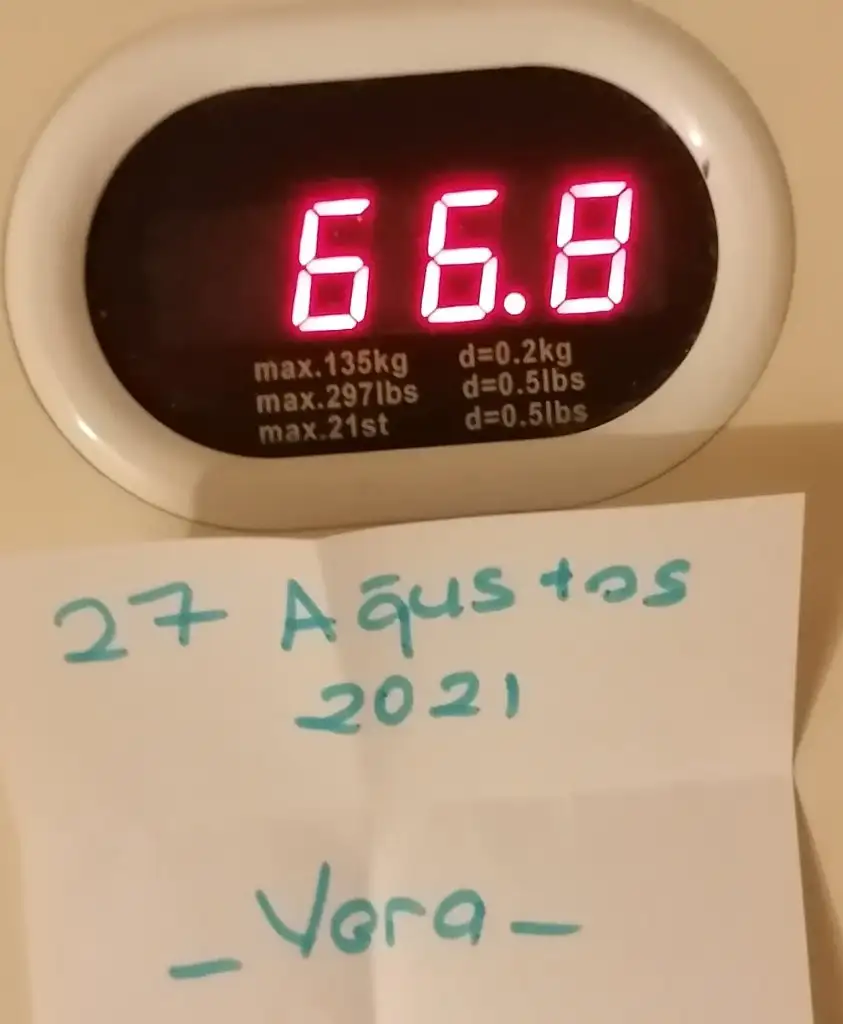 66.8
max.135kg d=0.2kg
max.297lbs d=0.5lbs
max.21st d=0.5lbs
27 Ağustos
2021
_Vera_